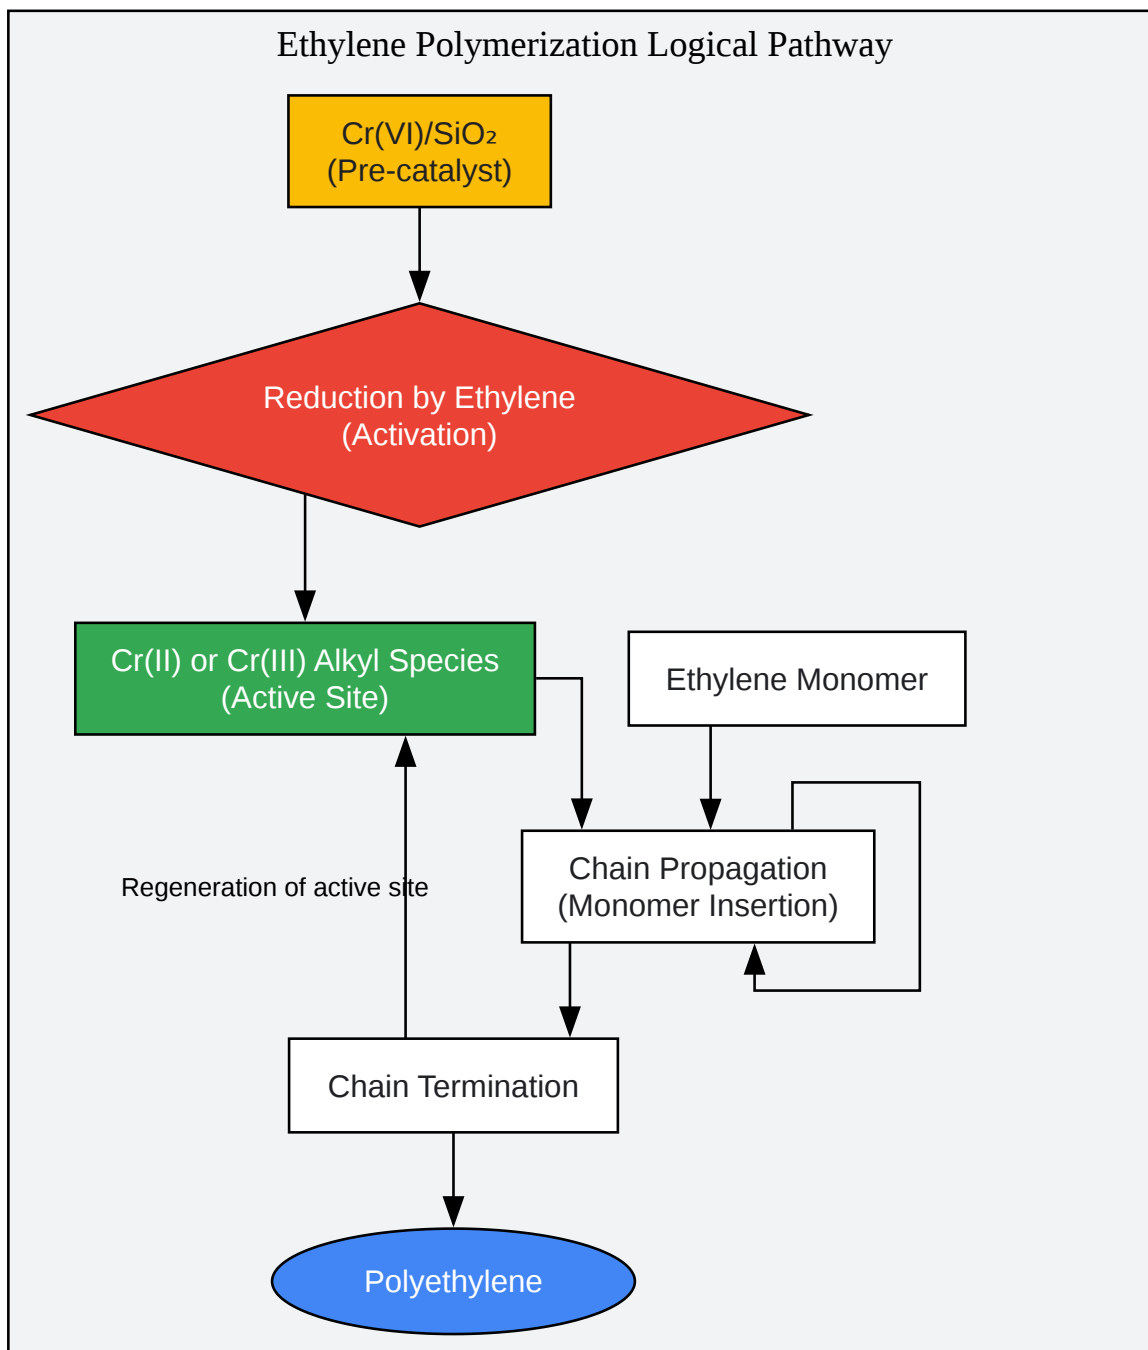 Ethylene Polymerization Logical Pathway
Cr(VI)/SiO₂
(Pre-catalyst)
Reduction by Ethylene
(Activation)
Cr(II) or Cr(III) Alkyl Species
(Active Site)
Ethylene Monomer
Chain Propagation
(Monomer Insertion)
Regeneration of active site
Chain Termination
Polyethylene